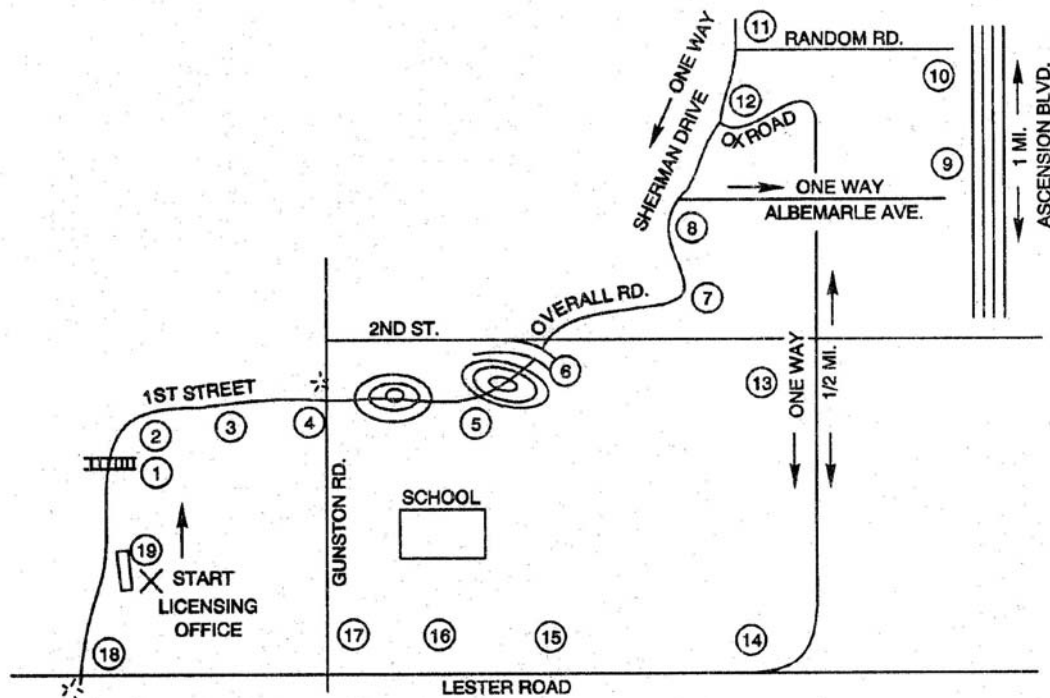 11
ONE WAY
RANDOM RD.
10
12
SHERMAN DRIVE
OX ROAD
9
1 MI.
ASCENSION BLVD.
ONE WAY
ALBEMARLE AVE.
8
7
OVERALL RD.
2ND ST.
6
ONE WAY
1/2 MI.
13
1ST STREET
2
3
4
5
1
GUNSTON RD.
SCHOOL
19
START
LICENSING
OFFICE
18
17
16
15
14
LESTER ROAD